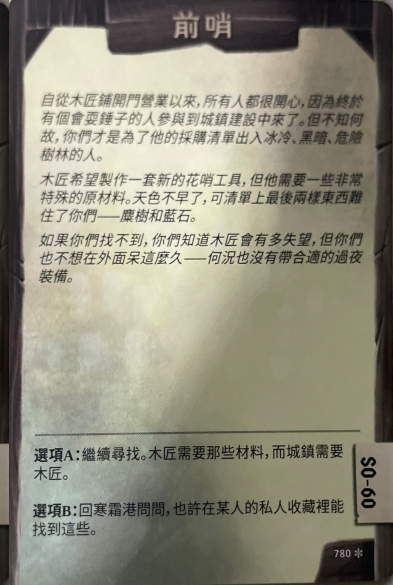 前哨
自從木匠鋪開門營業以來，所有人都很開心，因為終於
有個會耍錘子的人參與到城鎮建設中來了。但不知何
故，你們才是為了他的採購清單出入冰冷、黑暗、危險
樹林的人。
木匠希望製作一套新的花哨工具，但他需要一些非常
特殊的原材料。天色不早了，可清單上最後兩樣東西難
住了你們——麋樹和藍石。
如果你們找不到，你們知道木匠會有多失望，但你們
也不想在外面呆這麼久——何況也沒有帶合適的過夜
裝備。
選項A：繼續尋找。木匠需要那些材料，而城鎮需要
木匠。
選項B：回寒霜港問問，也許在某人的私人收藏裡能
找到這些。
SO-60
780